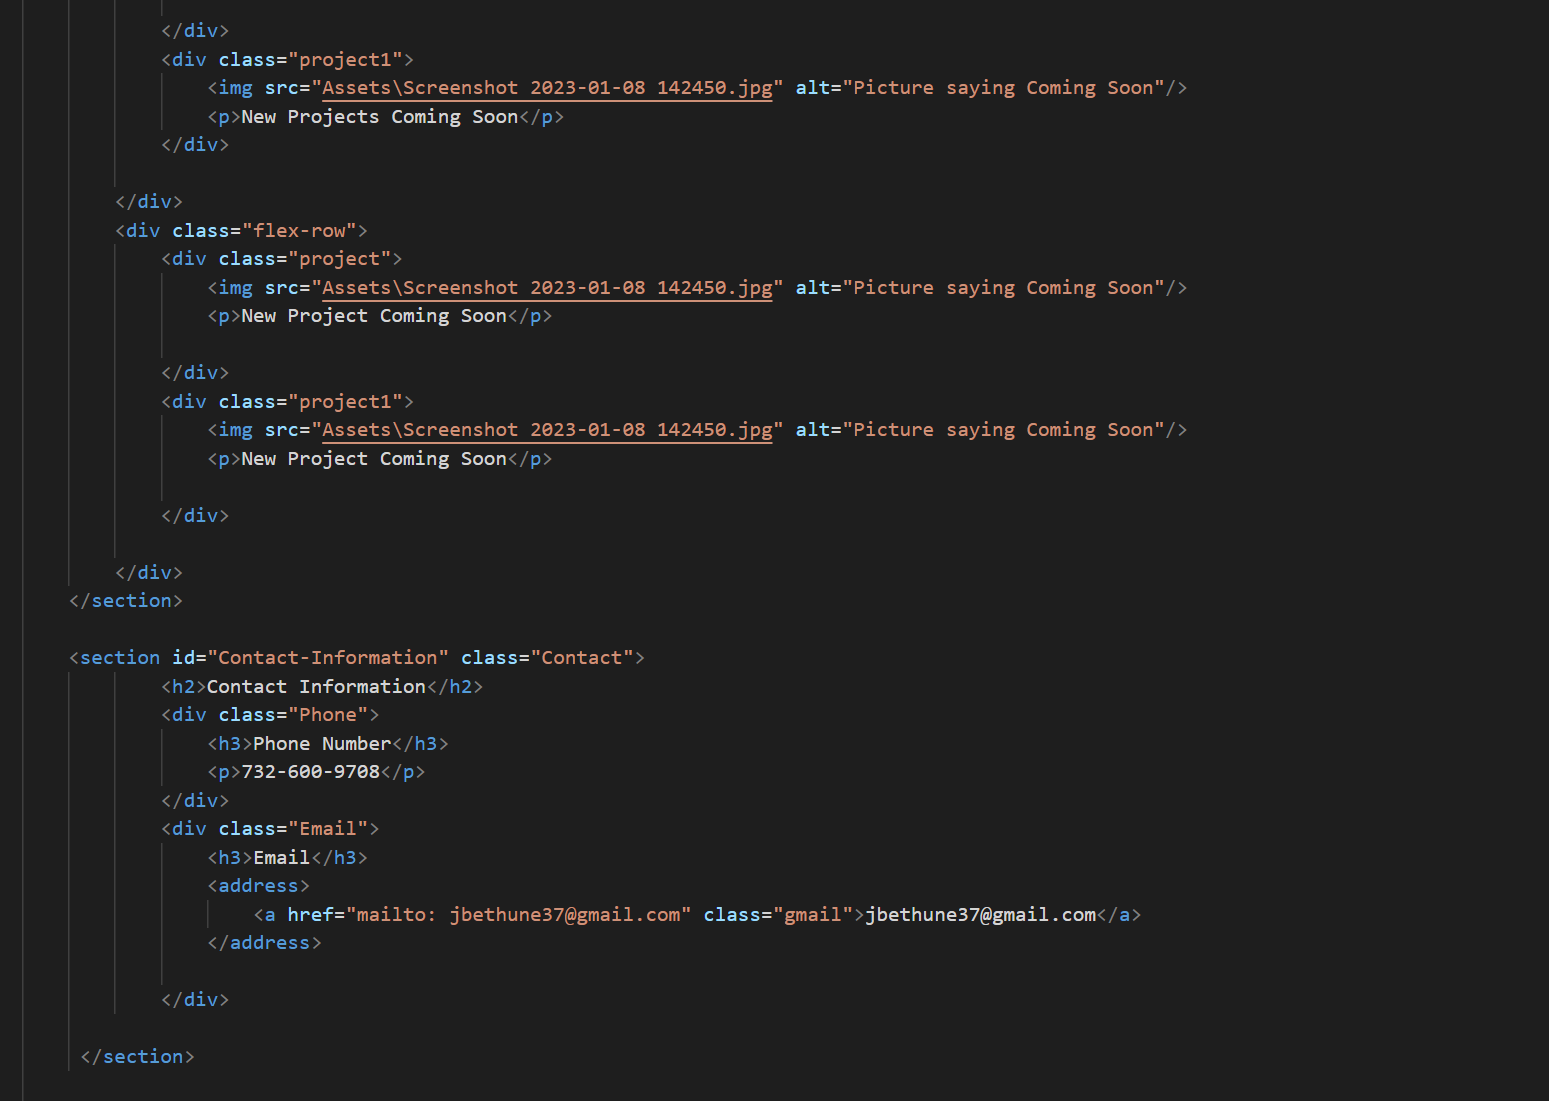 </div>
<div class="project1">
<img src="Assets\Screenshot 2023-01-08 142450.jpg" alt="Picture saying Coming Soon"/>
<p>New Projects Coming Soon</p>
</div>
</div>
<div class="flex-row">
<div class="project">
<img src="Assets\Screenshot 2023-01-08 142450.jpg" alt="Picture saying Coming Soon"/>
<p>New Project Coming Soon</p>
</div>
<div class="project1">
<img src="Assets\Screenshot 2023-01-08 142450.jpg" alt="Picture saying Coming Soon"/>
<p>New Project Coming Soon</p>
</div>
</div>
</section>
<section id="Contact-Information" class="Contact">
<h2>Contact Information</h2>
<div class="Phone">
<h3>Phone Number</h3>
<p>732-600-9708</p>
</div>
<div class="Email">
<h3>Email</h3>
<address>
<a href="mailto: jbethune37@gmail.com" class="gmail">jbethune37@gmail.com</a>
</address>
</div>
</section>